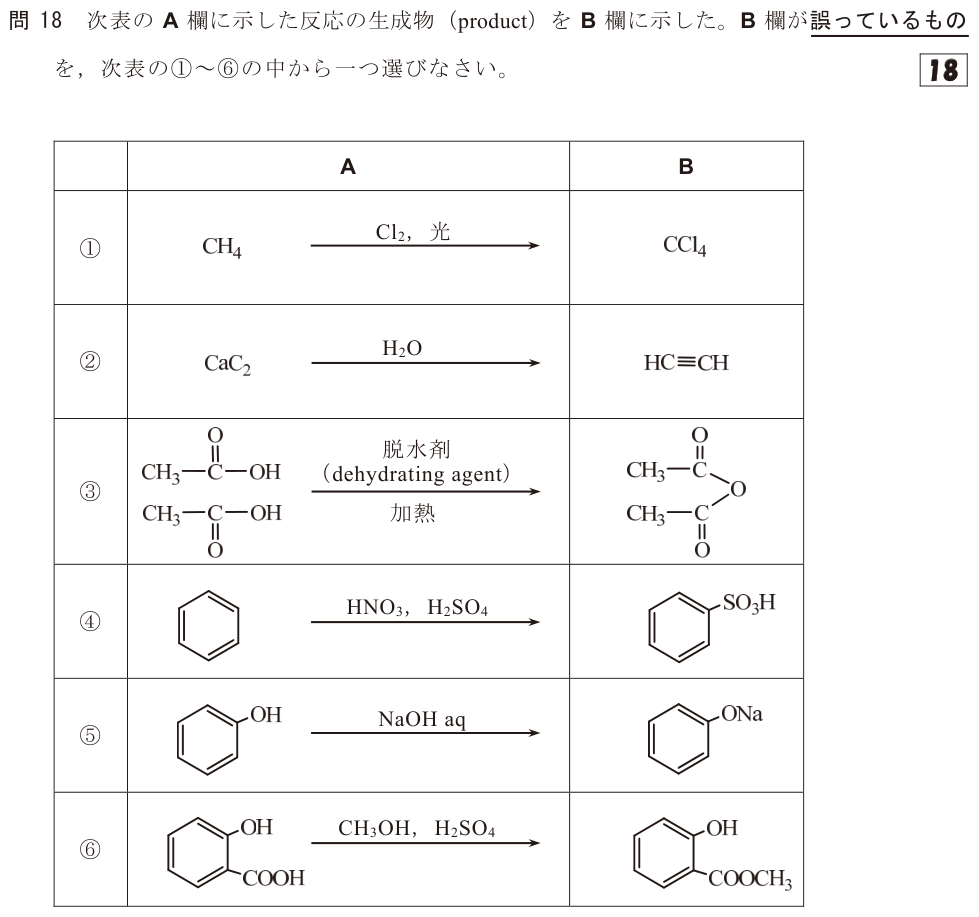 問 18 次表の A 欄に示した反応の生成物（product）を B 欄に示した。B 欄が誤っているもの
を，次表の①～⑥の中から一つ選びなさい。
18
A
B
①
CH4
Cl2，光
CCl4
②
CaC2
H2O
HC≡CH
③
O
CH3 C OH
CH3 C OH
O
脱水剤
（dehydrating agent）
加熱
O
CH3 C
O
CH3 C
O
④
HNO3，H2SO4
SO3H
⑤
OH
NaOH aq
ONa
⑥
OH
COOH
CH3OH，H2SO4
OH
COOCH3